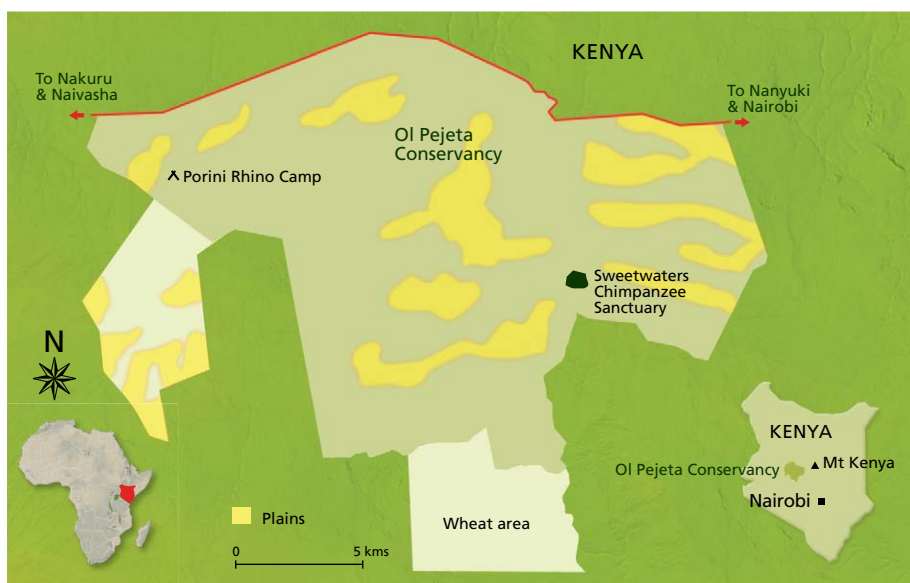 KENYA
To Nakuru
& Naivasha
To Nanyuki
& Nairobi
Ol Pejeta
Conservancy
Porini Rhino Camp
Sweetwaters
Chimpanzee
Sanctuary
N
KENYA
Ol Pejeta Conservancy
Mt Kenya
Nairobi
Plains
Wheat area
0 5 kms